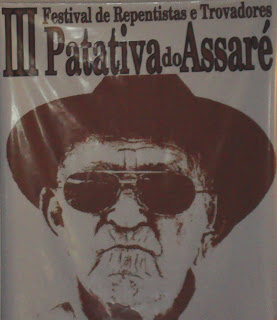 III Festival de Repentistas e Trovadores
Patativa do Assaré